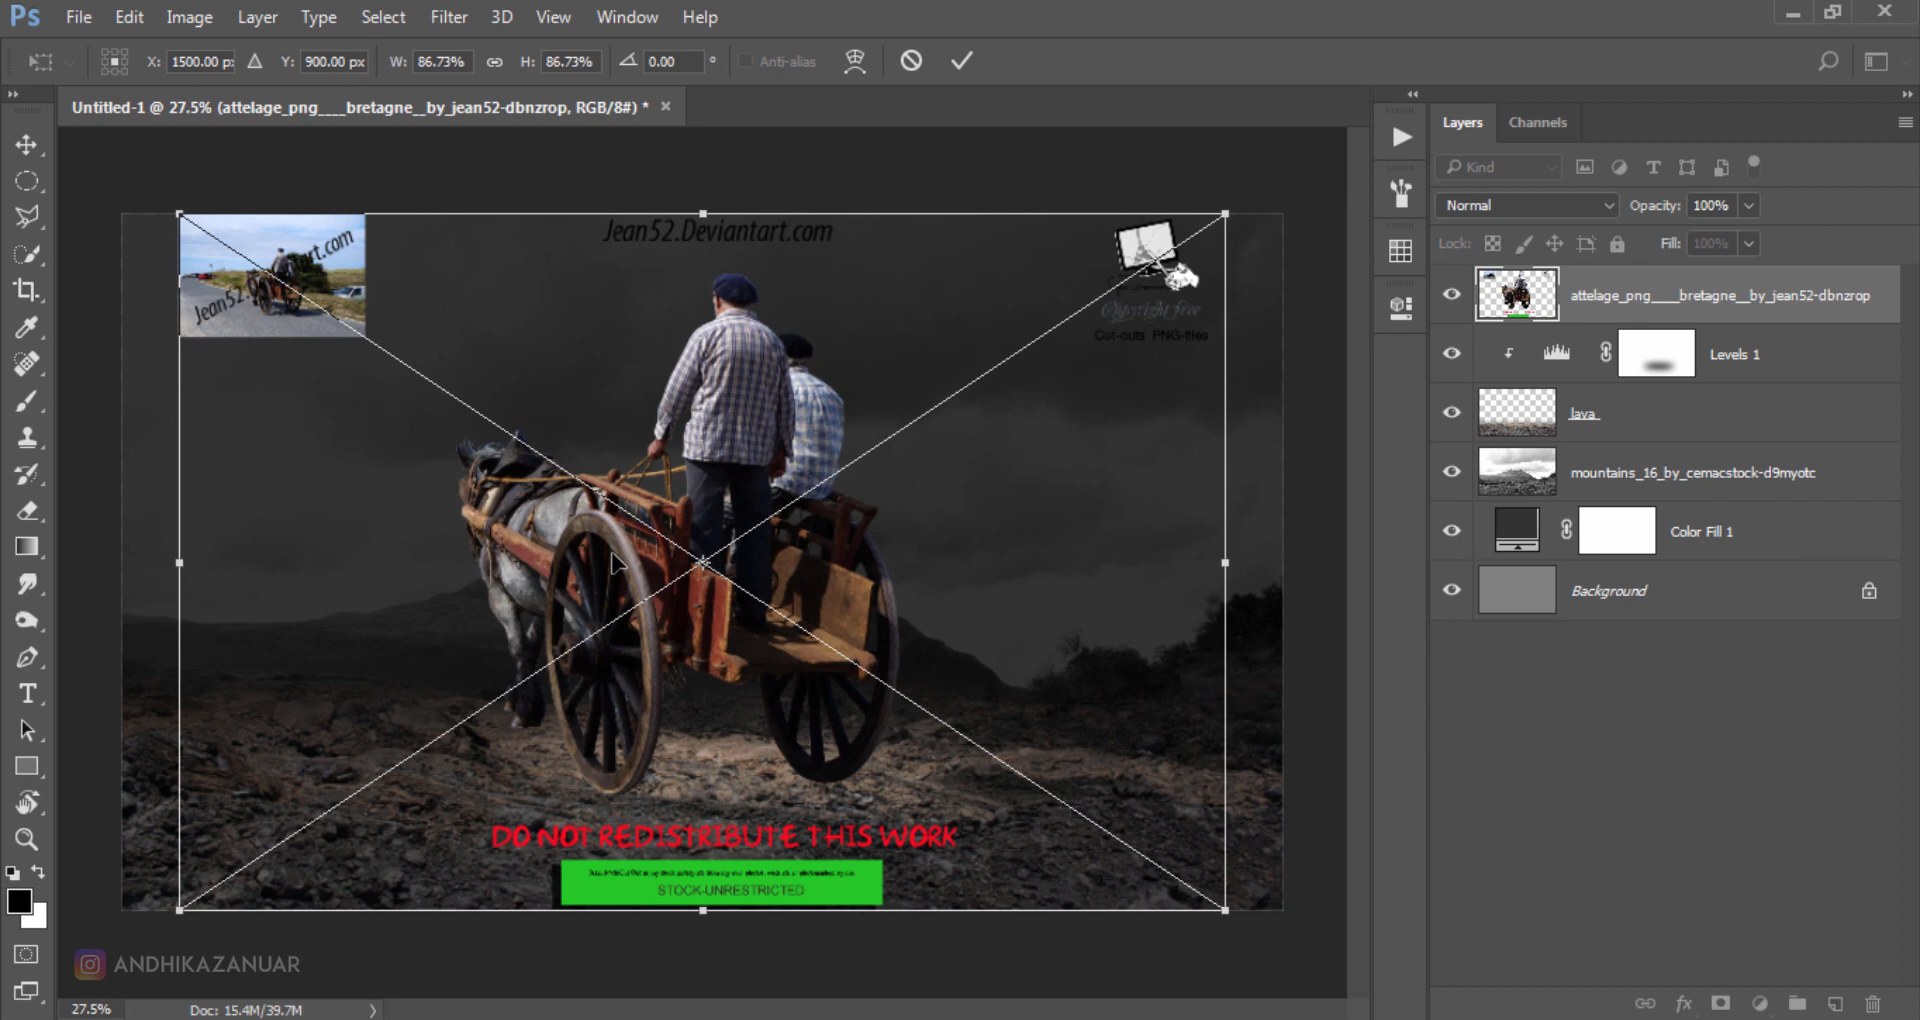 Ps File Edit Image Layer Type Select Filter 3D View Window Help
X: 1500.00 px Y: 900.00 px W: 86.73% H: 86.73% 0.00 ° Anti-alias
Untitled-1 @ 27.5% (attelage_png____bretagne__by_jean52-dbnzrop, RGB/8#) * ×
Layers Channels
Kind
Normal Opacity: 100%
Lock: Fill: 100%
attelage_png____bretagne__by_jean52-dbnzrop
Levels 1
lava
mountains_16_by_cemacstock-d9myotc
Color Fill 1
Background
Jean52.Deviantart.com
Jean52. art.com
Copyright free
Cut-outs PNG-files
DO NOT REDISTRIBUTE THIS WORK
STOCK-UNRESTRICTED
ANDHIKAZANUAR
27.5% Doc: 15.4M/39.7M